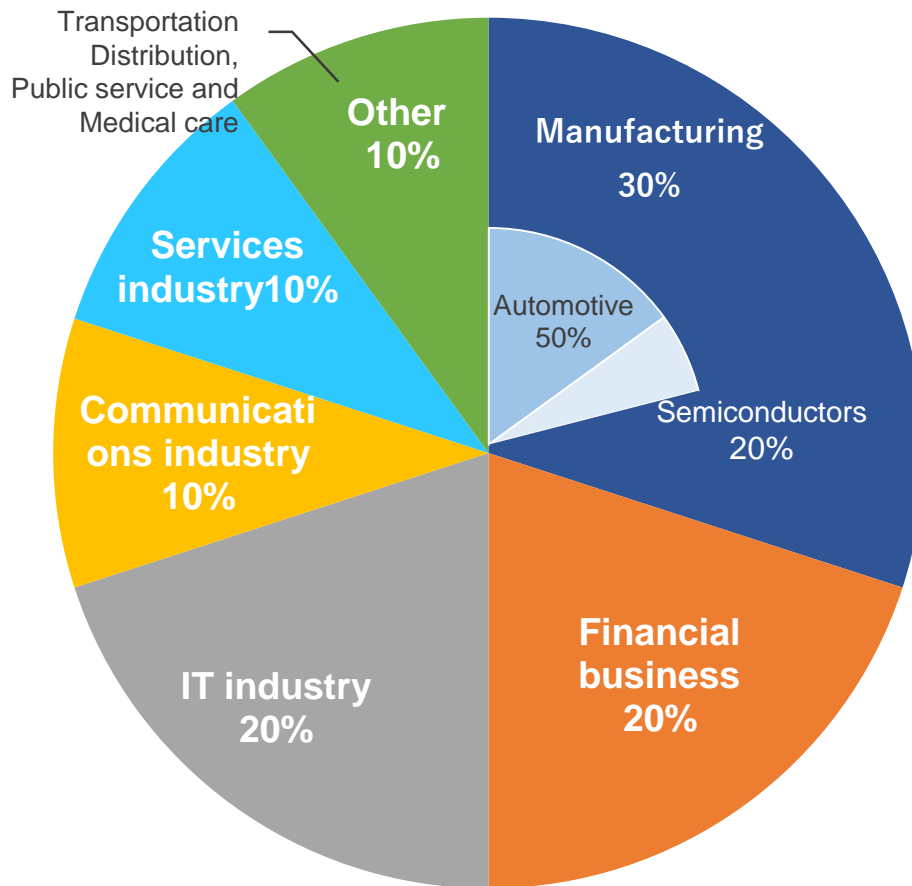 Transportation
Distribution,
Public service and
Medical care
Other
10%
Manufacturing
30%
Services
industry10%
Automotive
50%
Communicati
ons industry
10%
Semiconductors
20%
Financial
business
20%
IT industry
20%